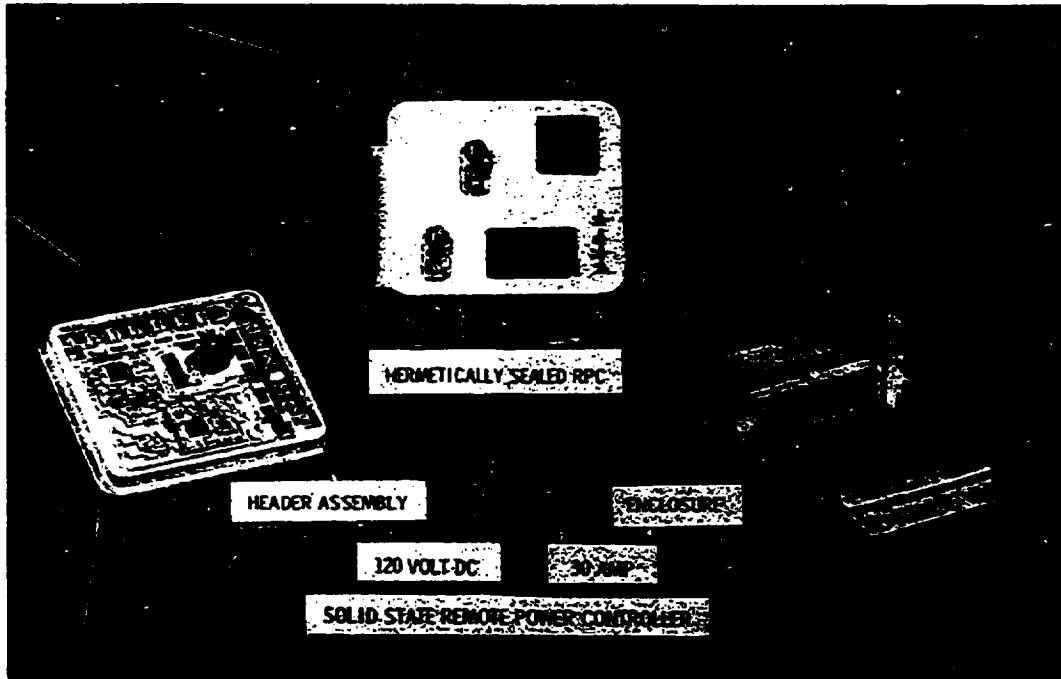 HERMETICALLY SEALED RPC
HEADER ASSEMBLY
ENCLOSURE
120 VOLT DC
30 AMP
SOLID STATE REMOTE POWER CONTROLLER